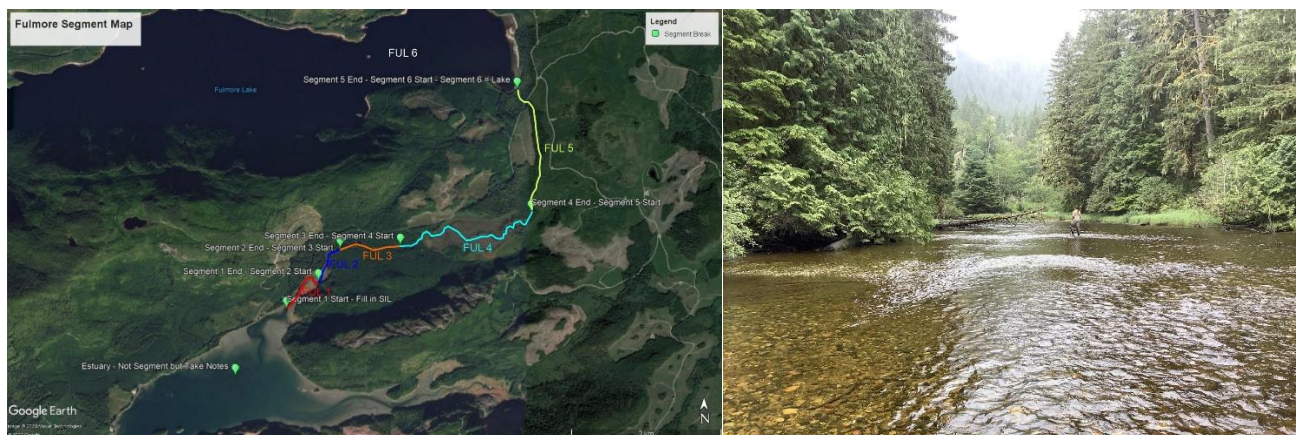 Fulmore Segment Map
Legend
Segment Break
FUL 6
Segment 5 End - Segment 6 Start - Segment 6 = Lake
Fulmore Lake
FUL 5
Segment 4 End - Segment 5 Start
Segment 3 End - Segment 4 Start
Segment 2 End - Segment 3 Start
FUL 4
FUL 3
FUL 2
Segment 1 End - Segment 2 Start
Segment 1 Start - Fill in SIL
Estuary - Not Segment but Take Notes
Google Earth
N